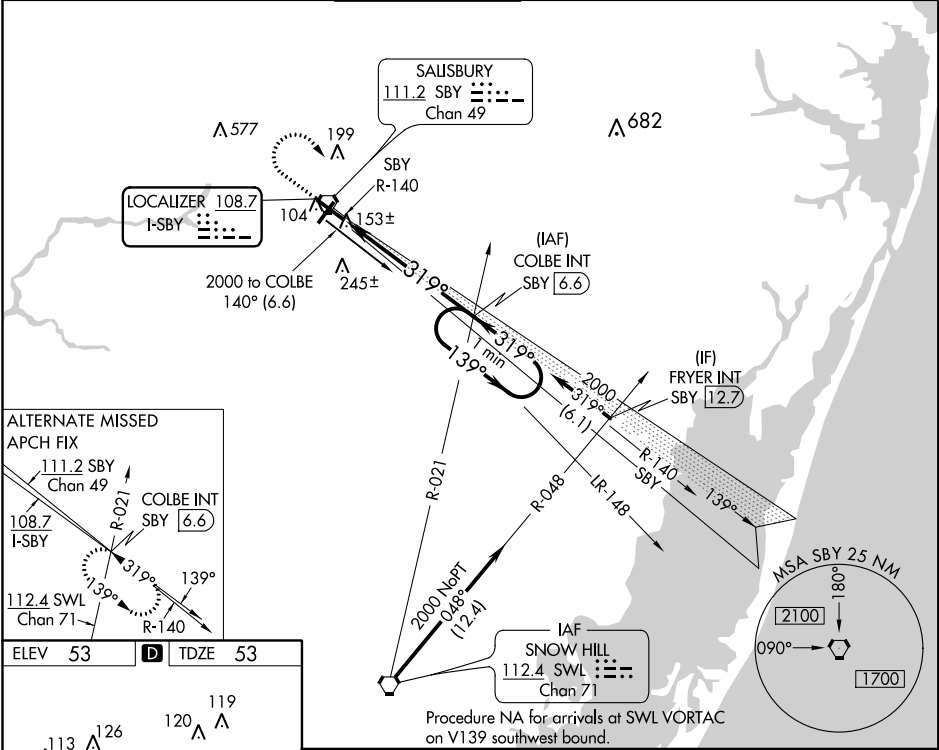 SALISBURY
111.2 SBY
Chan 49
577
199
682
SBY
R-140
LOCALIZER 108.7
I-SBY
104
153±
245±
2000 to COLBE
140° (6.6)
319°
(IAF)
COLBE INT
SBY 6.6
1 min
319°
139°
(IF)
FRYER INT
SBY 12.7
2000
319°
(6.1)
R-140
SBY
139°
R-021
R-048
LR-148
2000 NoPT
048°
(12.4)
ALTERNATE MISSED
APCH FIX
111.2 SBY
Chan 49
R-021
COLBE INT
SBY 6.6
108.7
I-SBY
319°
139°
139°
112.4 SWL
Chan 71
R-140
IAF
SNOW HILL
112.4 SWL
Chan 71
Procedure NA for arrivals at SWL VORTAC
on V139 southwest bound.
MSA SBY 25 NM
180°
2100
090°
1700
ELEV 53 D TDZE 53
119
126
120
113